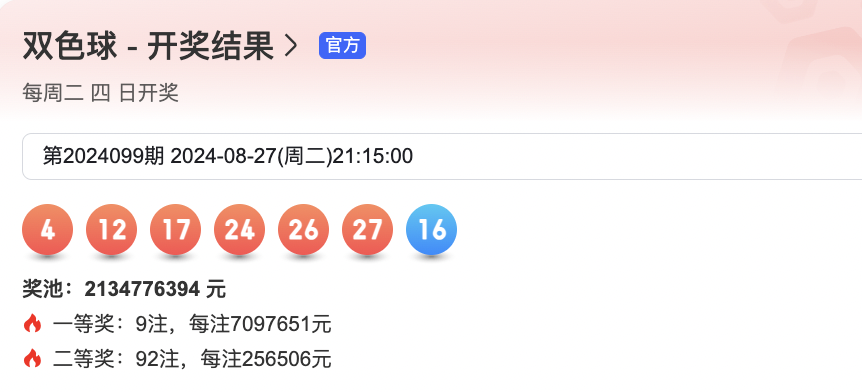 双色球 - 开奖结果 > 官方
每周二 四 日开奖
第2024099期 2024-08-27(周二)21:15:00
4 12 17 24 26 27 16
奖池：2134776394 元
一等奖：9注，每注7097651元
二等奖：92注，每注256506元